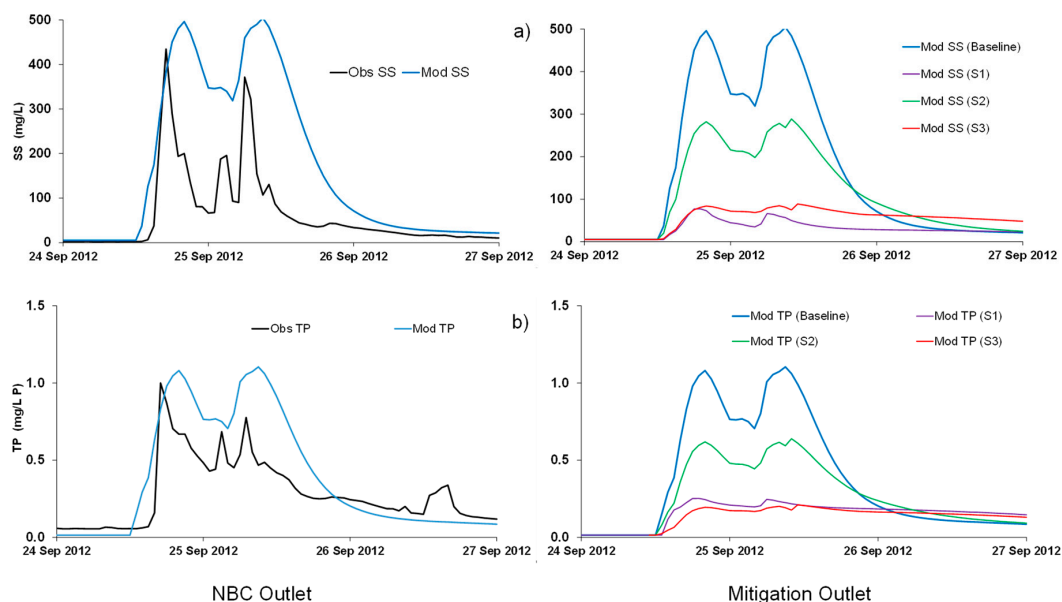 500
400
300
200
100
0
SS (mg/L)
Obs SS
Mod SS
24 Sep 2012
25 Sep 2012
26 Sep 2012
27 Sep 2012
a)
500
400
300
200
100
0
Mod SS (Baseline)
Mod SS (S1)
Mod SS (S2)
Mod SS (S3)
24 Sep 2012
25 Sep 2012
26 Sep 2012
27 Sep 2012
1.5
1.0
0.5
0.0
TP (mg/L P)
Obs TP
Mod TP
24 Sep 2012
25 Sep 2012
26 Sep 2012
27 Sep 2012
b)
1.5
1.0
0.5
0.0
Mod TP (Baseline)
Mod TP (S1)
Mod TP (S2)
Mod TP (S3)
24 Sep 2012
25 Sep 2012
26 Sep 2012
27 Sep 2012
NBC Outlet
Mitigation Outlet